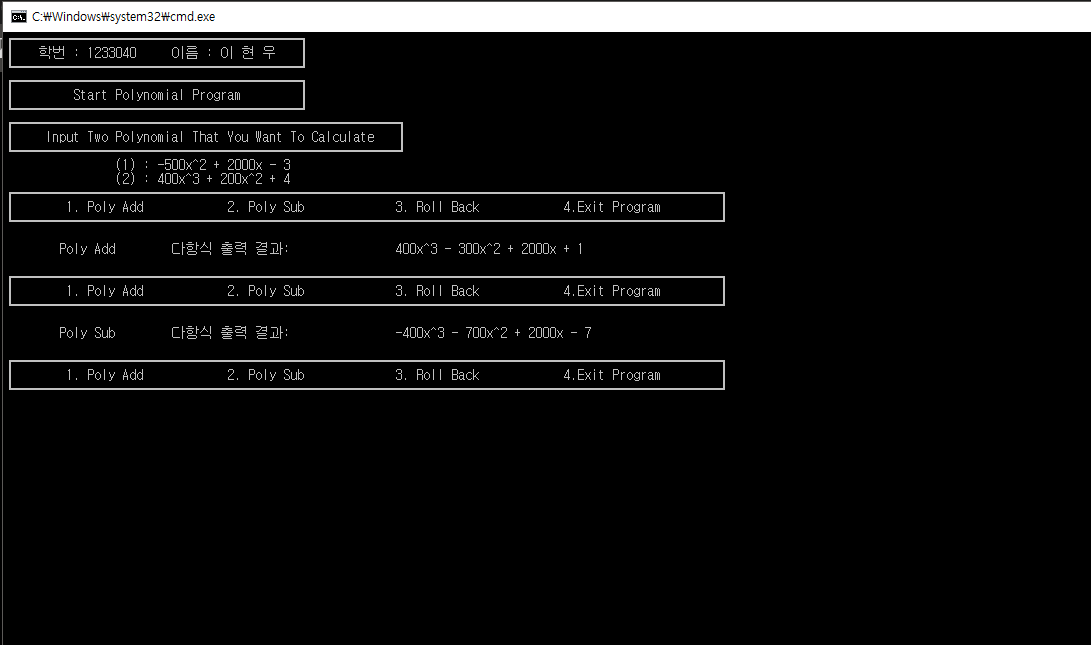 C:₩Windows₩system32₩cmd.exe
학번 : 1233040 이름 : 이 현 우
Start Polynomial Program
Input Two Polynomial That You Want To Calculate
(1) : -500x^2 + 2000x - 3
(2) : 400x^3 + 200x^2 + 4
1. Poly Add 2. Poly Sub 3. Roll Back 4.Exit Program
Poly Add 다항식 출력 결과: 400x^3 - 300x^2 + 2000x + 1
1. Poly Add 2. Poly Sub 3. Roll Back 4.Exit Program
Poly Sub 다항식 출력 결과: -400x^3 - 700x^2 + 2000x - 7
1. Poly Add 2. Poly Sub 3. Roll Back 4.Exit Program